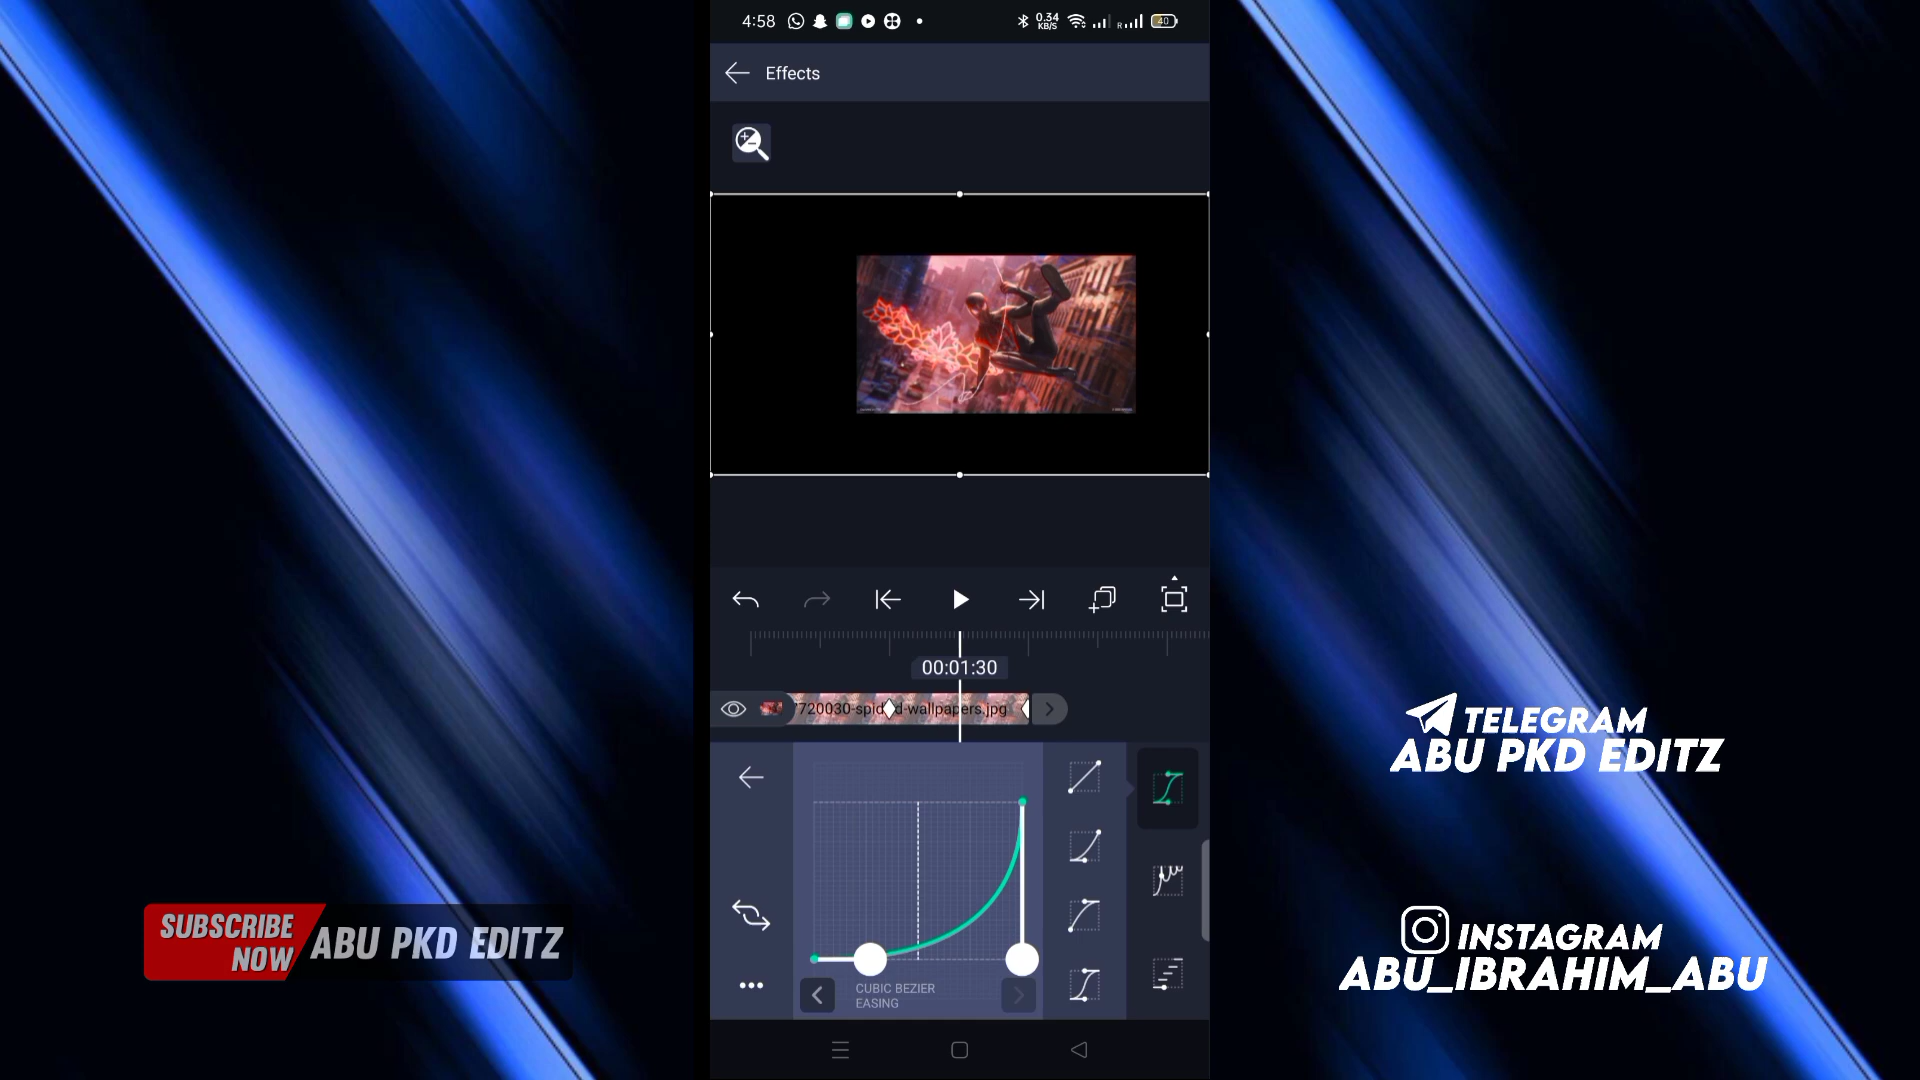 4:58
0.34
KB/S
R
40
Effects
00:01:30
720030-spid d-wallpapers.jpg
CUBIC BEZIER
EASING
SUBSCRIBE
NOW
ABU PKD EDITZ
TELEGRAM
ABU PKD EDITZ
INSTAGRAM
ABU_IBRAHIM_ABU